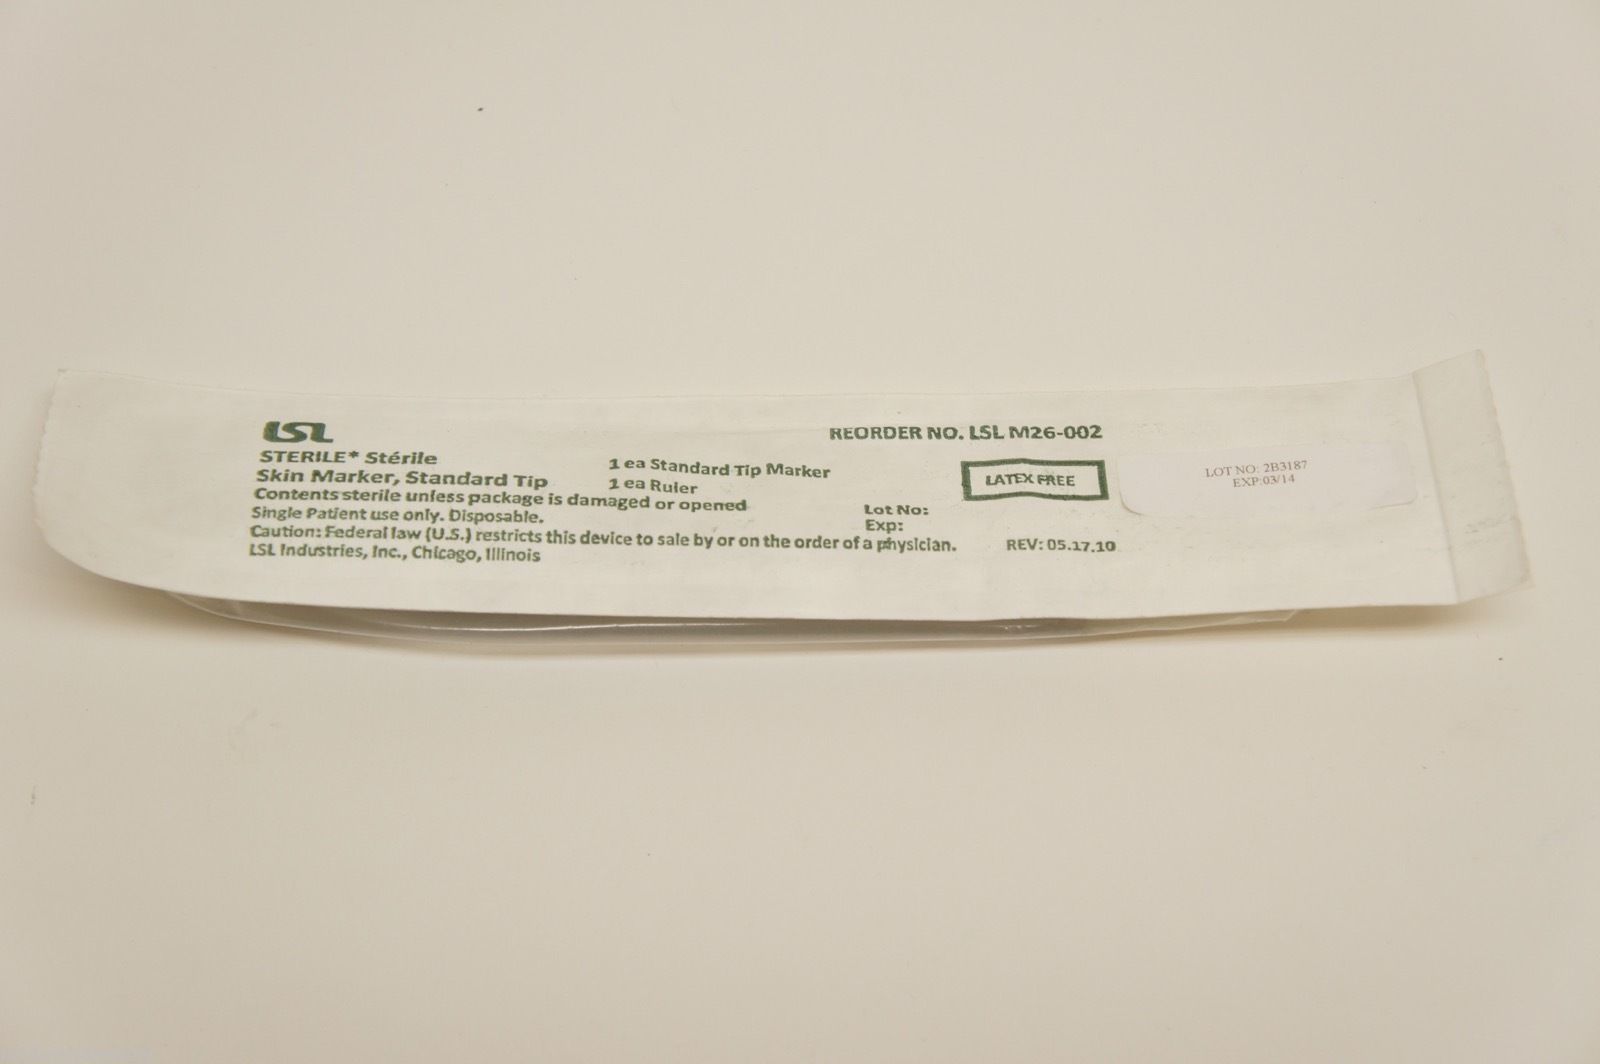 LSL
STERILE* Stérile
Skin Marker, Standard Tip
Contents sterile unless package is damaged or opened
Single Patient use only. Disposable.
Caution: Federal law (U.S.) restricts this device to sale by or on the order of a physician.
LSL Industries, Inc., Chicago, Illinois
1 ea Standard Tip Marker
1 ea Ruler
REORDER NO. LSL M26-002
LATEX FREE
Lot No:
Exp:
REV: 05.17.10
LOT NO: 2B3187
EXP:03/14